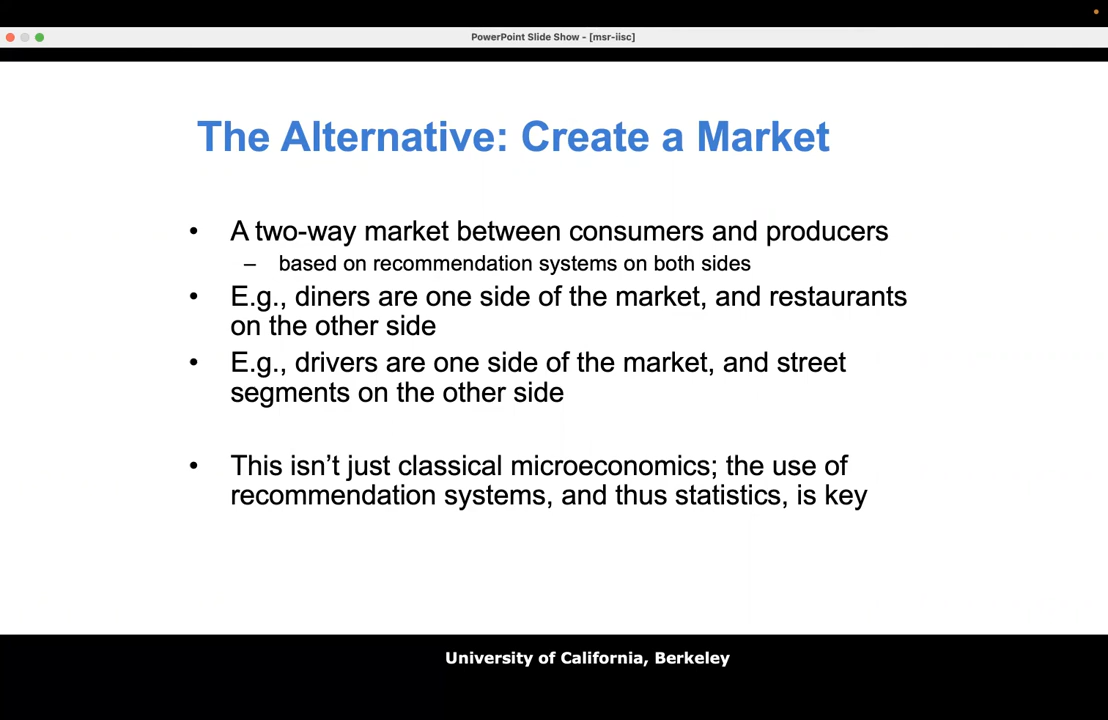 PowerPoint Slide Show - [msr-iisc]
The Alternative: Create a Market
• A two-way market between consumers and producers
– based on recommendation systems on both sides
• E.g., diners are one side of the market, and restaurants
on the other side
• E.g., drivers are one side of the market, and street
segments on the other side
• This isn’t just classical microeconomics; the use of
recommendation systems, and thus statistics, is key
University of California, Berkeley